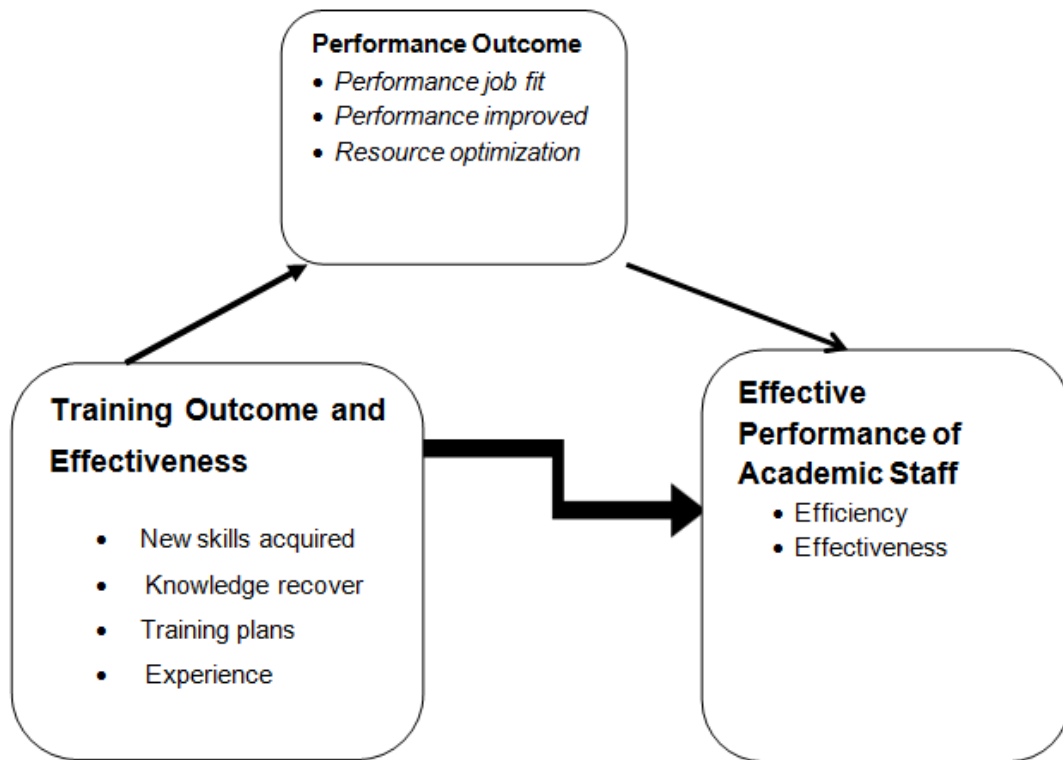 Performance Outcome
• Performance job fit
• Performance improved
• Resource optimization
Training Outcome and
Effectiveness
• New skills acquired
• Knowledge recover
• Training plans
• Experience
Effective
Performance of
Academic Staff
• Efficiency
• Effectiveness